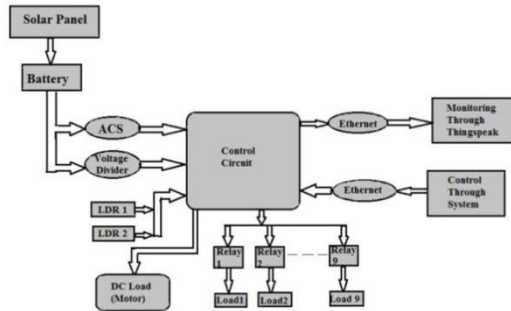 Solar Panel
Battery
ACS
Voltage
Divider
LDR 1
LDR 2
Control
Circuit
Ethernet
Monitoring
Through
Thingspeak
Ethernet
Control
Through
System
DC Load
(Motor)
Relay
1
Relay
2
Relay
9
Load1
Load2
Load 9